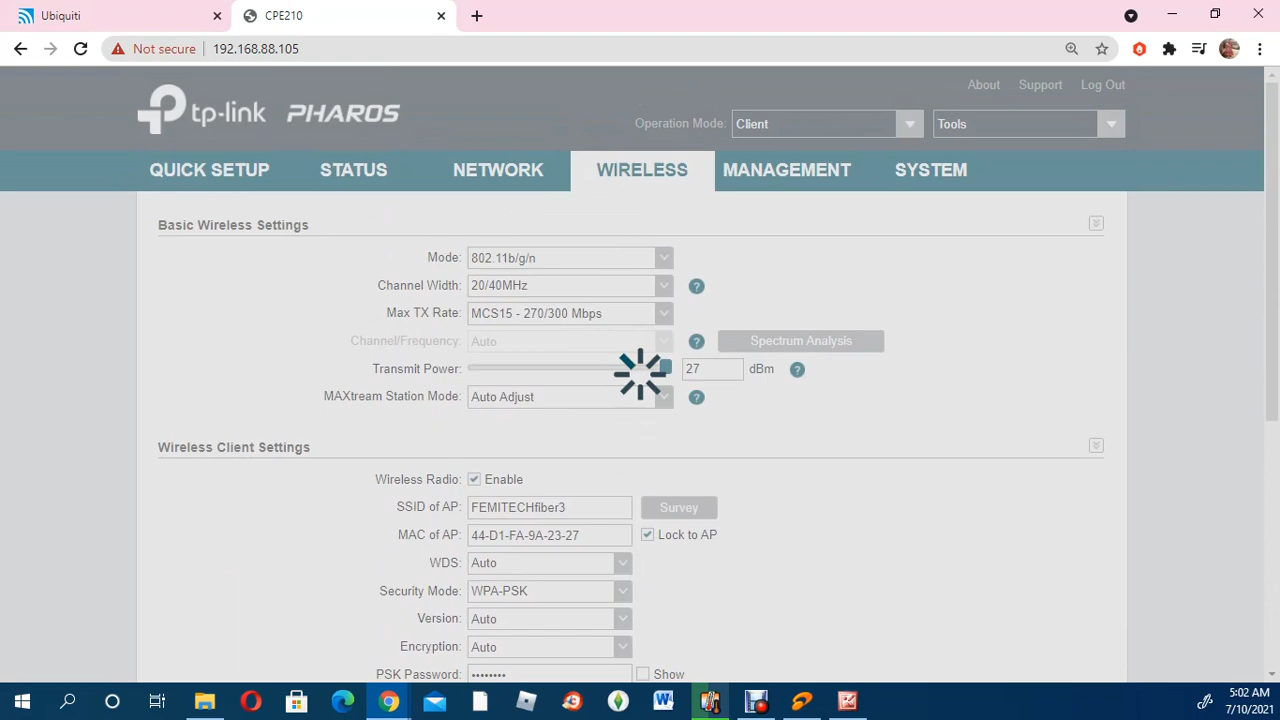 Ubiquiti
CPE210
Not secure
192.168.88.105
About
Support
Log Out
tp-link PHAROS
Operation Mode: Client
Tools
QUICK SETUP
STATUS
NETWORK
WIRELESS
MANAGEMENT
SYSTEM
Basic Wireless Settings
Mode: 802.11b/g/n
Channel Width: 20/40MHz ?
Max TX Rate: MCS15 - 270/300 Mbps
Channel/Frequency: Auto ? Spectrum Analysis
Transmit Power: 27 dBm ?
MAXtream Station Mode: Auto Adjust ?
Wireless Client Settings
Wireless Radio: Enable
SSID of AP: FEMITECHfiber3 Survey
MAC of AP: 44-D1-FA-9A-23-27 Lock to AP
WDS: Auto
Security Mode: WPA-PSK
Version: Auto
Encryption: Auto
PSK Password: •••••••• Show
5:02 AM
7/10/2021